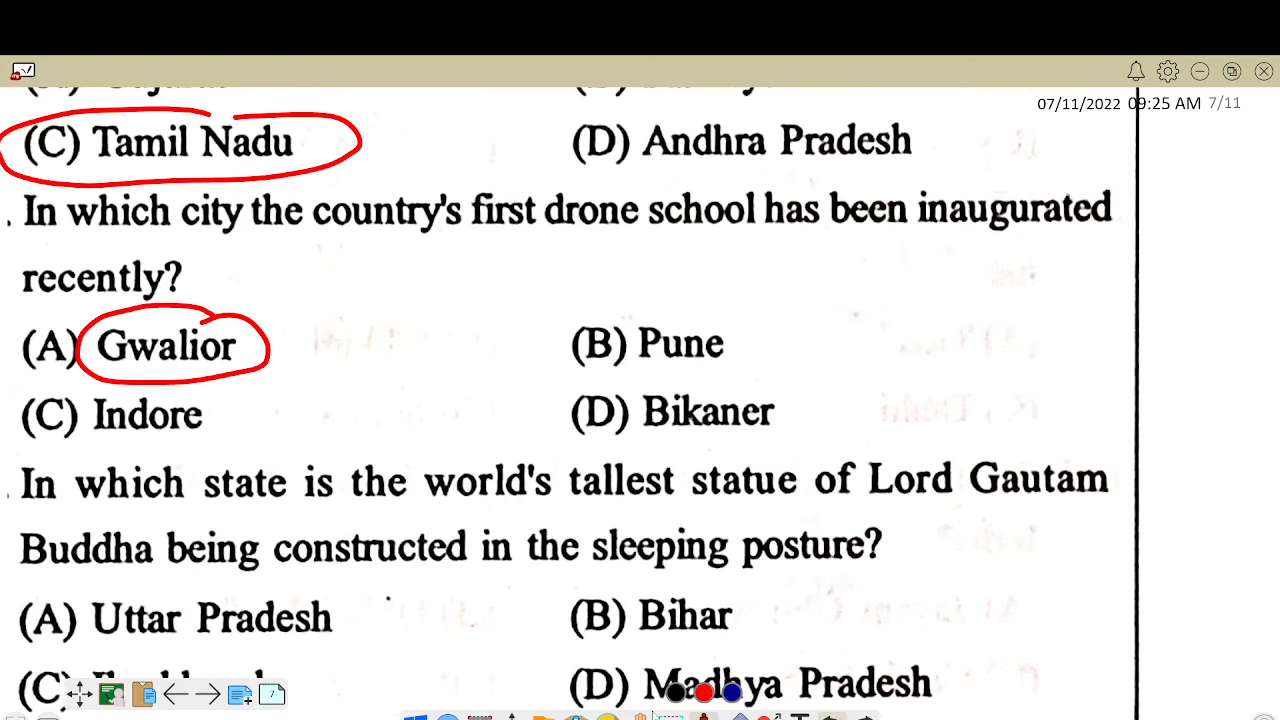 07/11/2022 09:25 AM 7/11
(C) Tamil Nadu (D) Andhra Pradesh
. In which city the country's first drone school has been inaugurated
recently?
(A) Gwalior (B) Pune
(C) Indore (D) Bikaner
. In which state is the world's tallest statue of Lord Gautam
Buddha being constructed in the sleeping posture?
(A) Uttar Pradesh (B) Bihar
(C) (D) Madhya Pradesh
7